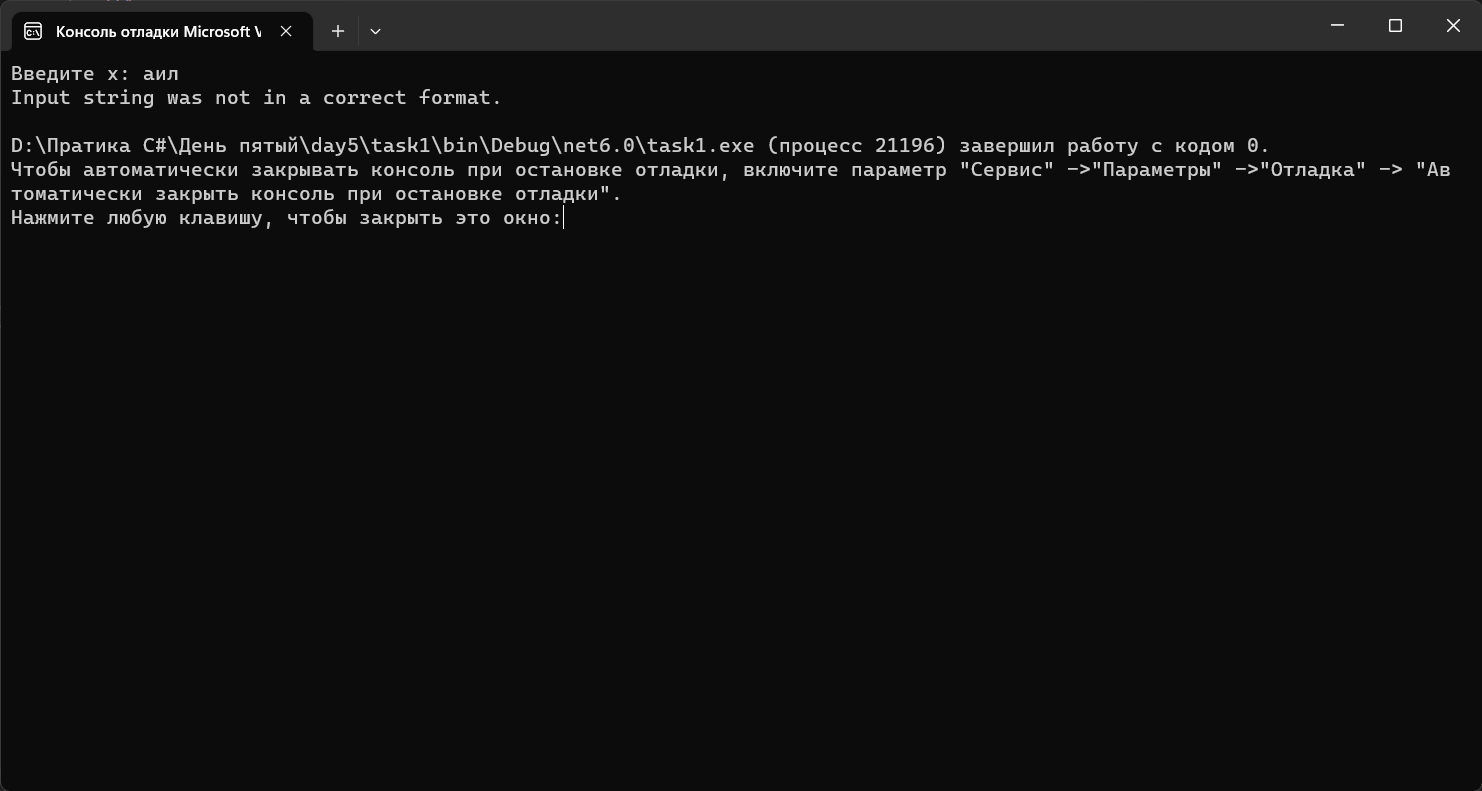 Консоль отладки Microsoft V
Введите x: аил
Input string was not in a correct format.
D:\Пратика C#\День пятый\day5\task1\bin\Debug\net6.0\task1.exe (процесс 21196) завершил работу с кодом 0.
Чтобы автоматически закрывать консоль при остановке отладки, включите параметр "Сервис" ->"Параметры" ->"Отладка" -> "Ав
томатически закрыть консоль при остановке отладки".
Нажмите любую клавишу, чтобы закрыть это окно: